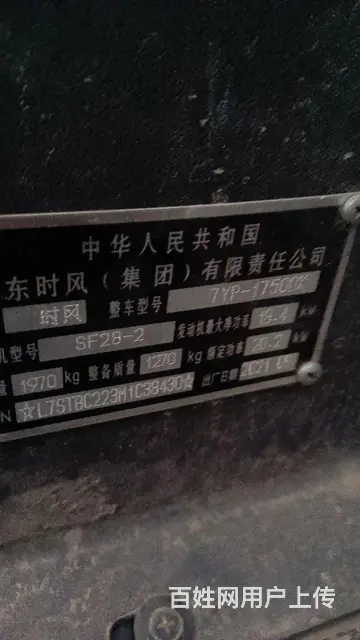 中华人民共和国
东时风（集团）有限责任公司
时风 整车型号 7YP-1750D
机型号 SF28-2 发动机最大净功率 18.4 kw
量 1970 kg 整备质量 1270 kg 额定功率 20.2 kw
N ☆L7STBC223M1C38430☆ 出厂日期 2021
百姓网用户上传